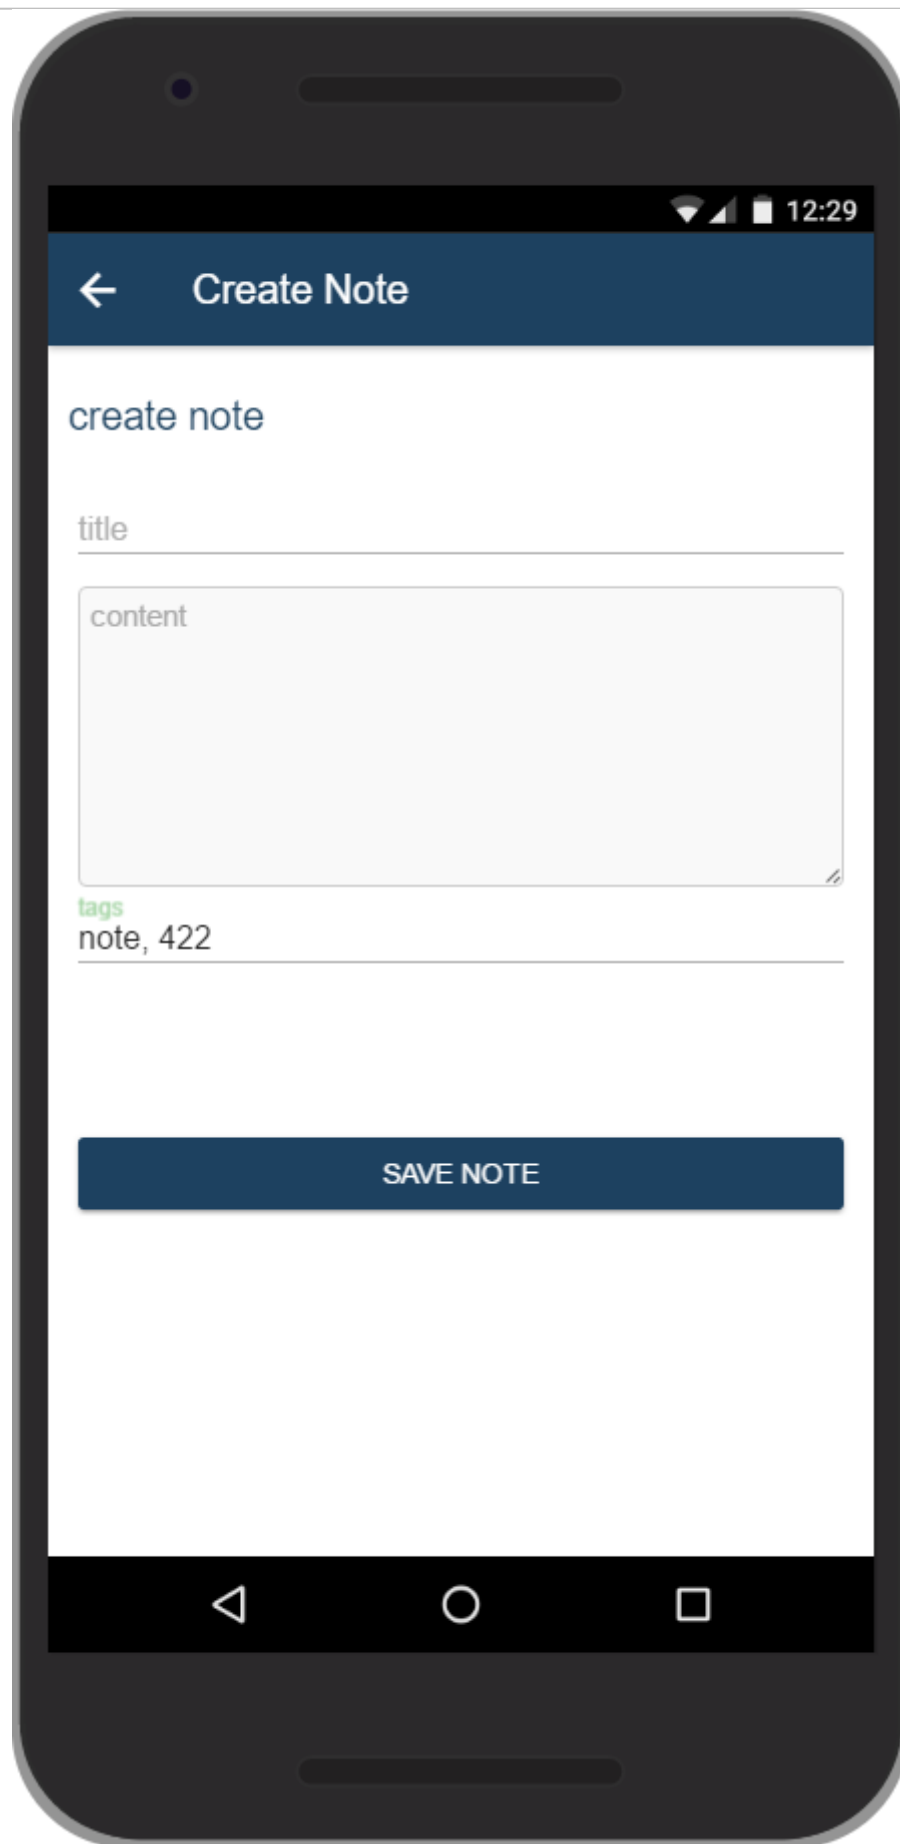 12:29
Create Note
create note
title
content
tags
note, 422
SAVE NOTE